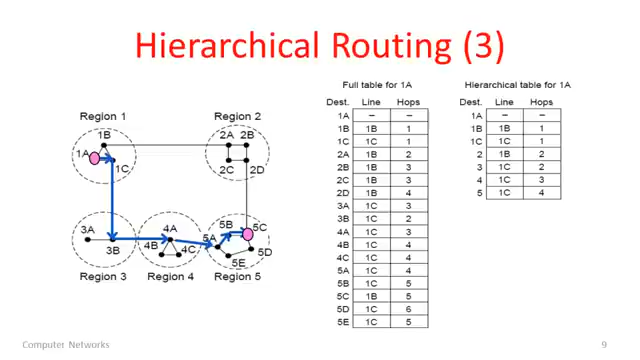 Hierarchical Routing (3)
Region 1
Region 2
1B
2A 2B
1A
1C
2C 2D
3A
4A
5B
5C
3B
4B
4C
5A
5D
5E
Region 3
Region 4
Region 5
Full table for 1A
Dest. Line Hops
1A – –
1B 1B 1
1C 1C 1
2A 1B 2
2B 1B 3
2C 1B 3
2D 1B 4
3A 1C 3
3B 1C 2
4A 1C 3
4B 1C 4
4C 1C 4
5A 1C 4
5B 1C 5
5C 1B 5
5D 1C 6
5E 1C 5
Hierarchical table for 1A
Dest. Line Hops
1A – –
1B 1B 1
1C 1C 1
2 1B 2
3 1C 2
4 1C 3
5 1C 4
Computer Networks
9